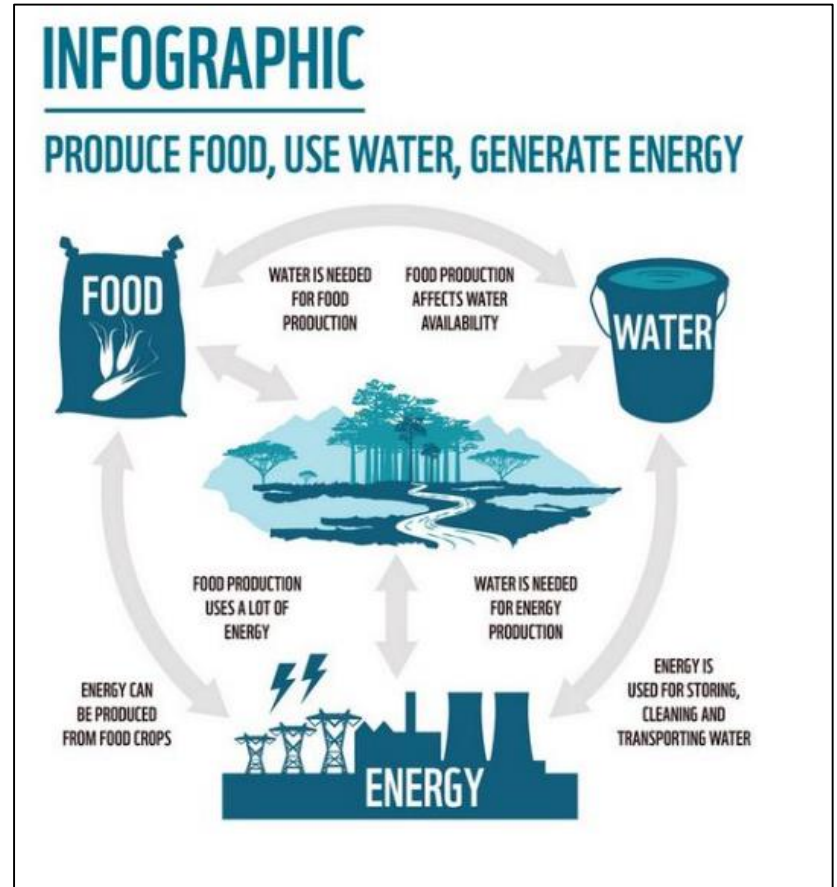 INFOGRAPHIC
PRODUCE FOOD, USE WATER, GENERATE ENERGY
FOOD
WATER IS NEEDED
FOR FOOD
PRODUCTION
FOOD PRODUCTION
AFFECTS WATER
AVAILABILITY
WATER
FOOD PRODUCTION
USES A LOT OF
ENERGY
WATER IS NEEDED
FOR ENERGY
PRODUCTION
ENERGY CAN
BE PRODUCED
FROM FOOD CROPS
ENERGY IS
USED FOR STORING,
CLEANING AND
TRANSPORTING WATER
ENERGY